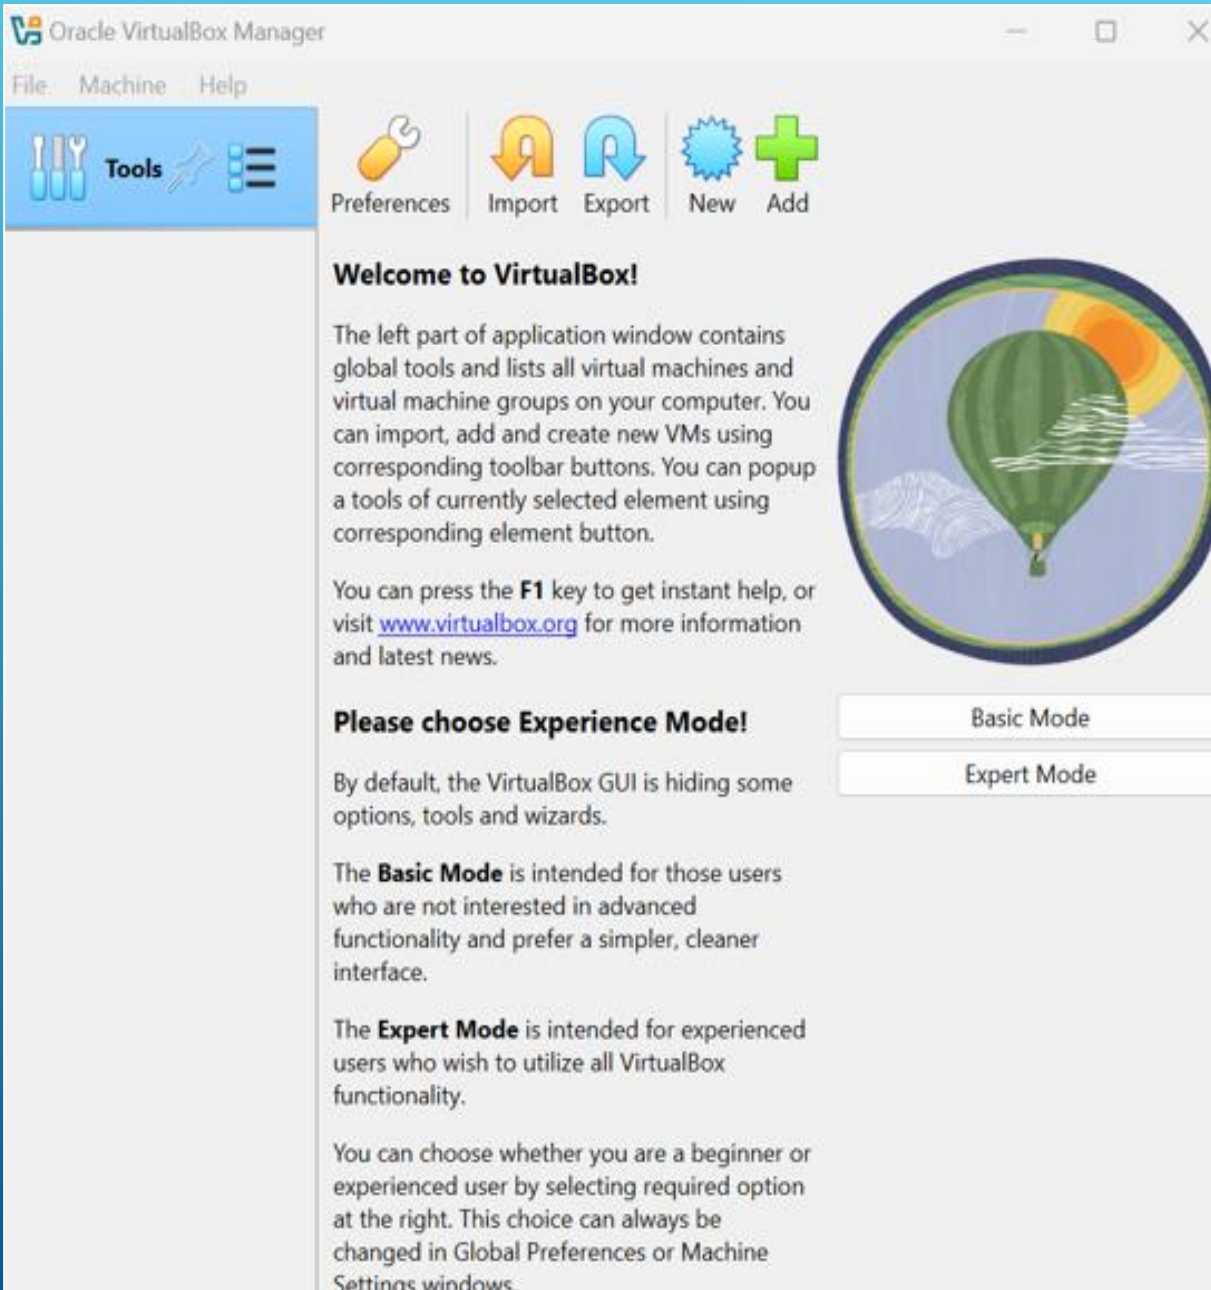 Oracle VirtualBox Manager
File Machine Help
Tools
Preferences Import Export New Add
Welcome to VirtualBox!
The left part of application window contains
global tools and lists all virtual machines and
virtual machine groups on your computer. You
can import, add and create new VMs using
corresponding toolbar buttons. You can popup
a tools of currently selected element using
corresponding element button.
You can press the F1 key to get instant help, or
visit www.virtualbox.org for more information
and latest news.
Please choose Experience Mode!
Basic Mode
Expert Mode
By default, the VirtualBox GUI is hiding some
options, tools and wizards.
The Basic Mode is intended for those users
who are not interested in advanced
functionality and prefer a simpler, cleaner
interface.
The Expert Mode is intended for experienced
users who wish to utilize all VirtualBox
functionality.
You can choose whether you are a beginner or
experienced user by selecting required option
at the right. This choice can always be
changed in Global Preferences or Machine
Settings windows.